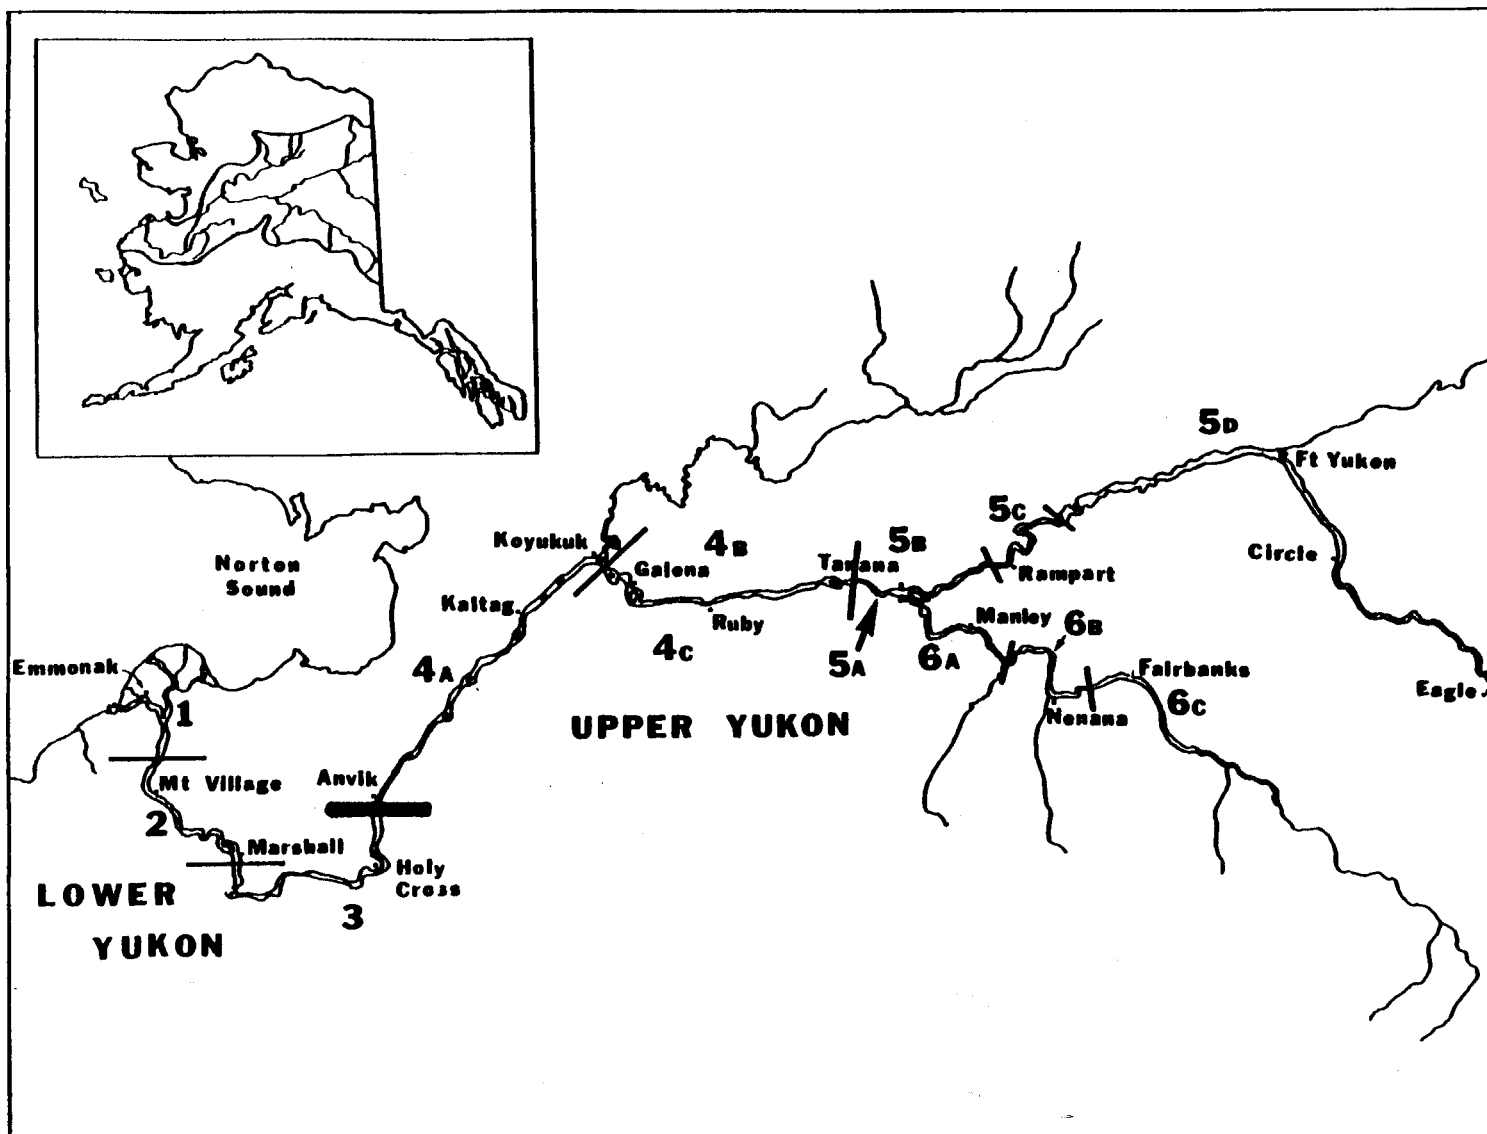 5D
Ft Yukon
5C
Koyukuk
4B
5B
Circle
Norton
Sound
Galena
Tanana
Rampart
Kaltag
Ruby
Manley
6B
4A
4C
5A
6A
Emmonak
Fairbanks
Eagle
1
UPPER YUKON
Nenana
6C
Mt Village
Anvik
2
Marshall
Holy
Cross
LOWER
YUKON
3